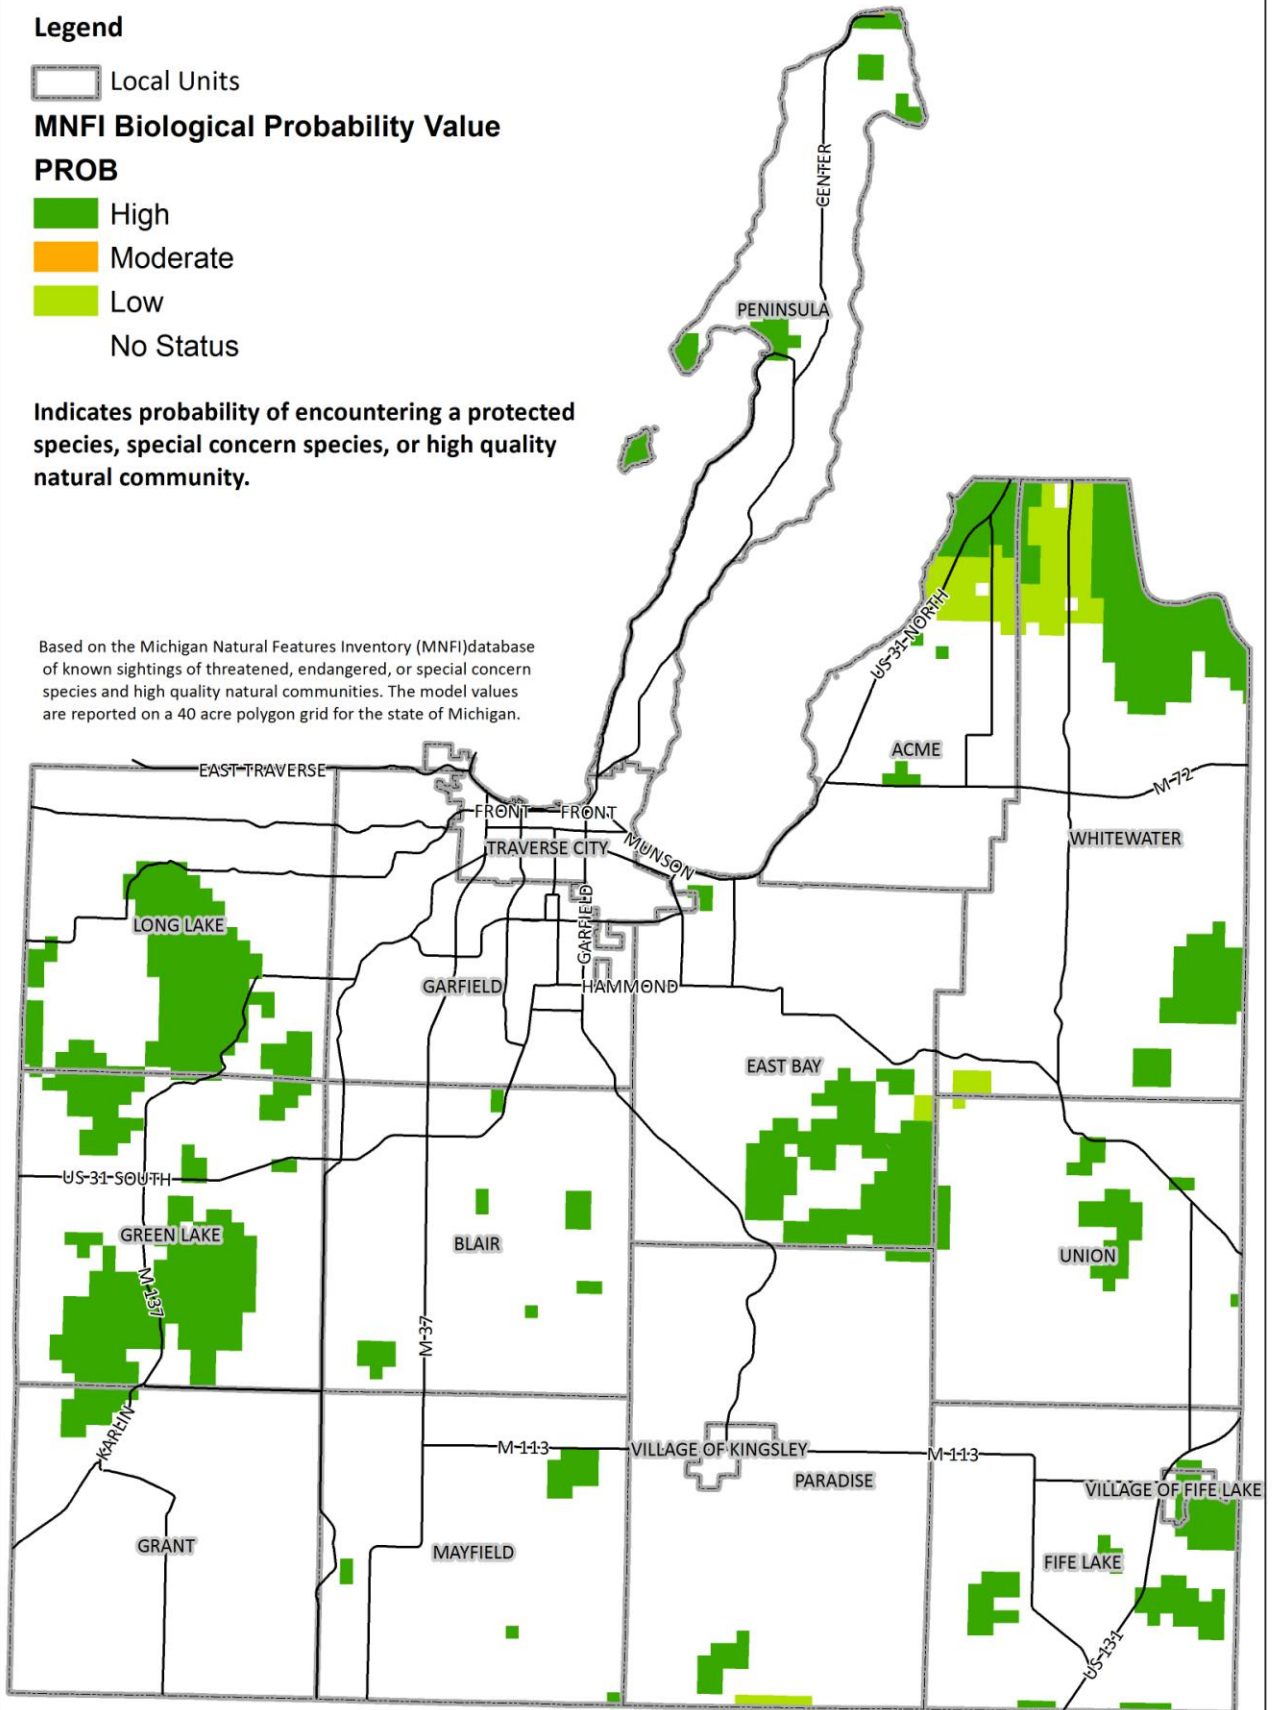 Legend
Local Units
MNFI Biological Probability Value
PROB
High
Moderate
Low
No Status
Indicates probability of encountering a protected
species, special concern species, or high quality
natural community.
Based on the Michigan Natural Features Inventory (MNFI)database
of known sightings of threatened, endangered, or special concern
species and high quality natural communities. The model values
are reported on a 40 acre polygon grid for the state of Michigan.
CENTER
PENINSULA
US-31-NORTH
ACME
M-72
EAST TRAVERSE
FRONT
FRONT
WHITEWATER
TRAVERSE CITY
MUNSON
LONG LAKE
GARFIELD
GARFIELD
HAMMOND
EAST BAY
US-31-SOUTH
GREEN LAKE
BLAIR
UNION
M-137
M-37
KARLIN
M-113
VILLAGE OF KINGSLEY
M-113
PARADISE
VILLAGE OF FIFE LAKE
GRANT
MAYFIELD
FIFE LAKE
US-131